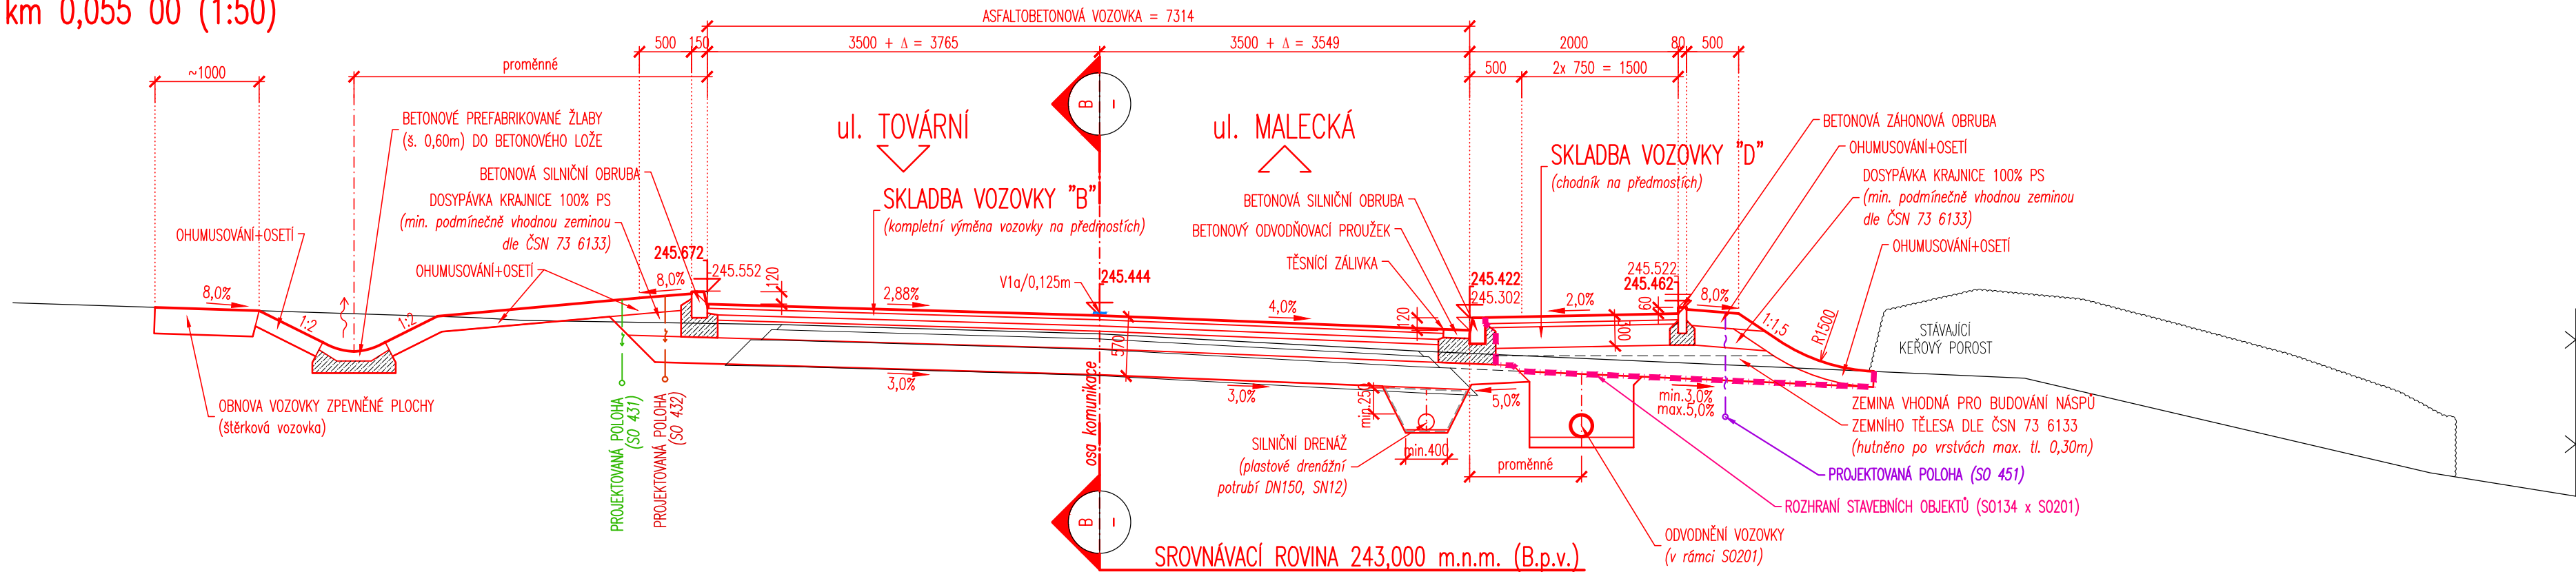 km 0,055 00 (1:50)
ASFALTOBETONOVÁ VOZOVKA = 7314
500
150
3500 + Δ = 3765
3500 + Δ = 3549
2000
80
500
~1000
proměnné
500
2x 750 = 1500
BETONOVÉ PREFABRIKOVANÉ ŽLABY
(š. 0,60m) DO BETONOVÉHO LOŽE
BETONOVÁ SILNIČNÍ OBRUBA
DOSYPÁVKA KRAJNICE 100% PS
(min. podmínečně vhodnou zeminou
dle ČSN 73 6133)
OHUMUSOVÁNÍ+OSETÍ
OHUMUSOVÁNÍ+OSETÍ
ul. TOVÁRNÍ
ul. MALECKÁ
B
–
SKLADBA VOZOVKY "B"
(kompletní výměna vozovky na předmostích)
SKLADBA VOZOVKY "D"
(chodník na předmostích)
BETONOVÁ SILNIČNÍ OBRUBA
BETONOVÝ ODVODŇOVACÍ PROUŽEK
TĚSNÍCÍ ZÁLIVKA
BETONOVÁ ZÁHONOVÁ OBRUBA
OHUMUSOVÁNÍ+OSETÍ
DOSYPÁVKA KRAJNICE 100% PS
(min. podmínečně vhodnou zeminou
dle ČSN 73 6133)
OHUMUSOVÁNÍ+OSETÍ
245.672
245.552
120
8,0%
8,0%
1:2
1:2
2,88%
V1a/0,125m
245.444
4,0%
245.422
245.302
120
245.522
245.462
2,0%
60
300
8,0%
1:1,5
R1500
STÁVAJÍCÍ
KEŘOVÝ POROST
570
3,0%
3,0%
5,0%
min.3,0%
max.5,0%
min.250
min.400
proměnné
osa komunikace
OBNOVA VOZOVKY ZPEVNĚNÉ PLOCHY
(štěrková vozovka)
PROJEKTOVANÁ POLOHA
(SO 431)
PROJEKTOVANÁ POLOHA
(SO 432)
SILNIČNÍ DRENÁŽ
(plastové drenážní
potrubí DN150, SN12)
ZEMINA VHODNÁ PRO BUDOVÁNÍ NÁSPŮ
ZEMNÍHO TĚLESA DLE ČSN 73 6133
(hutněno po vrstvách max. tl. 0,30m)
PROJEKTOVANÁ POLOHA (SO 451)
ROZHRANÍ STAVEBNÍCH OBJEKTŮ (SO134 x SO201)
ODVODNĚNÍ VOZOVKY
(v rámci SO201)
B
–
SROVNÁVACÍ ROVINA 243,000 m.n.m. (B.p.v.)